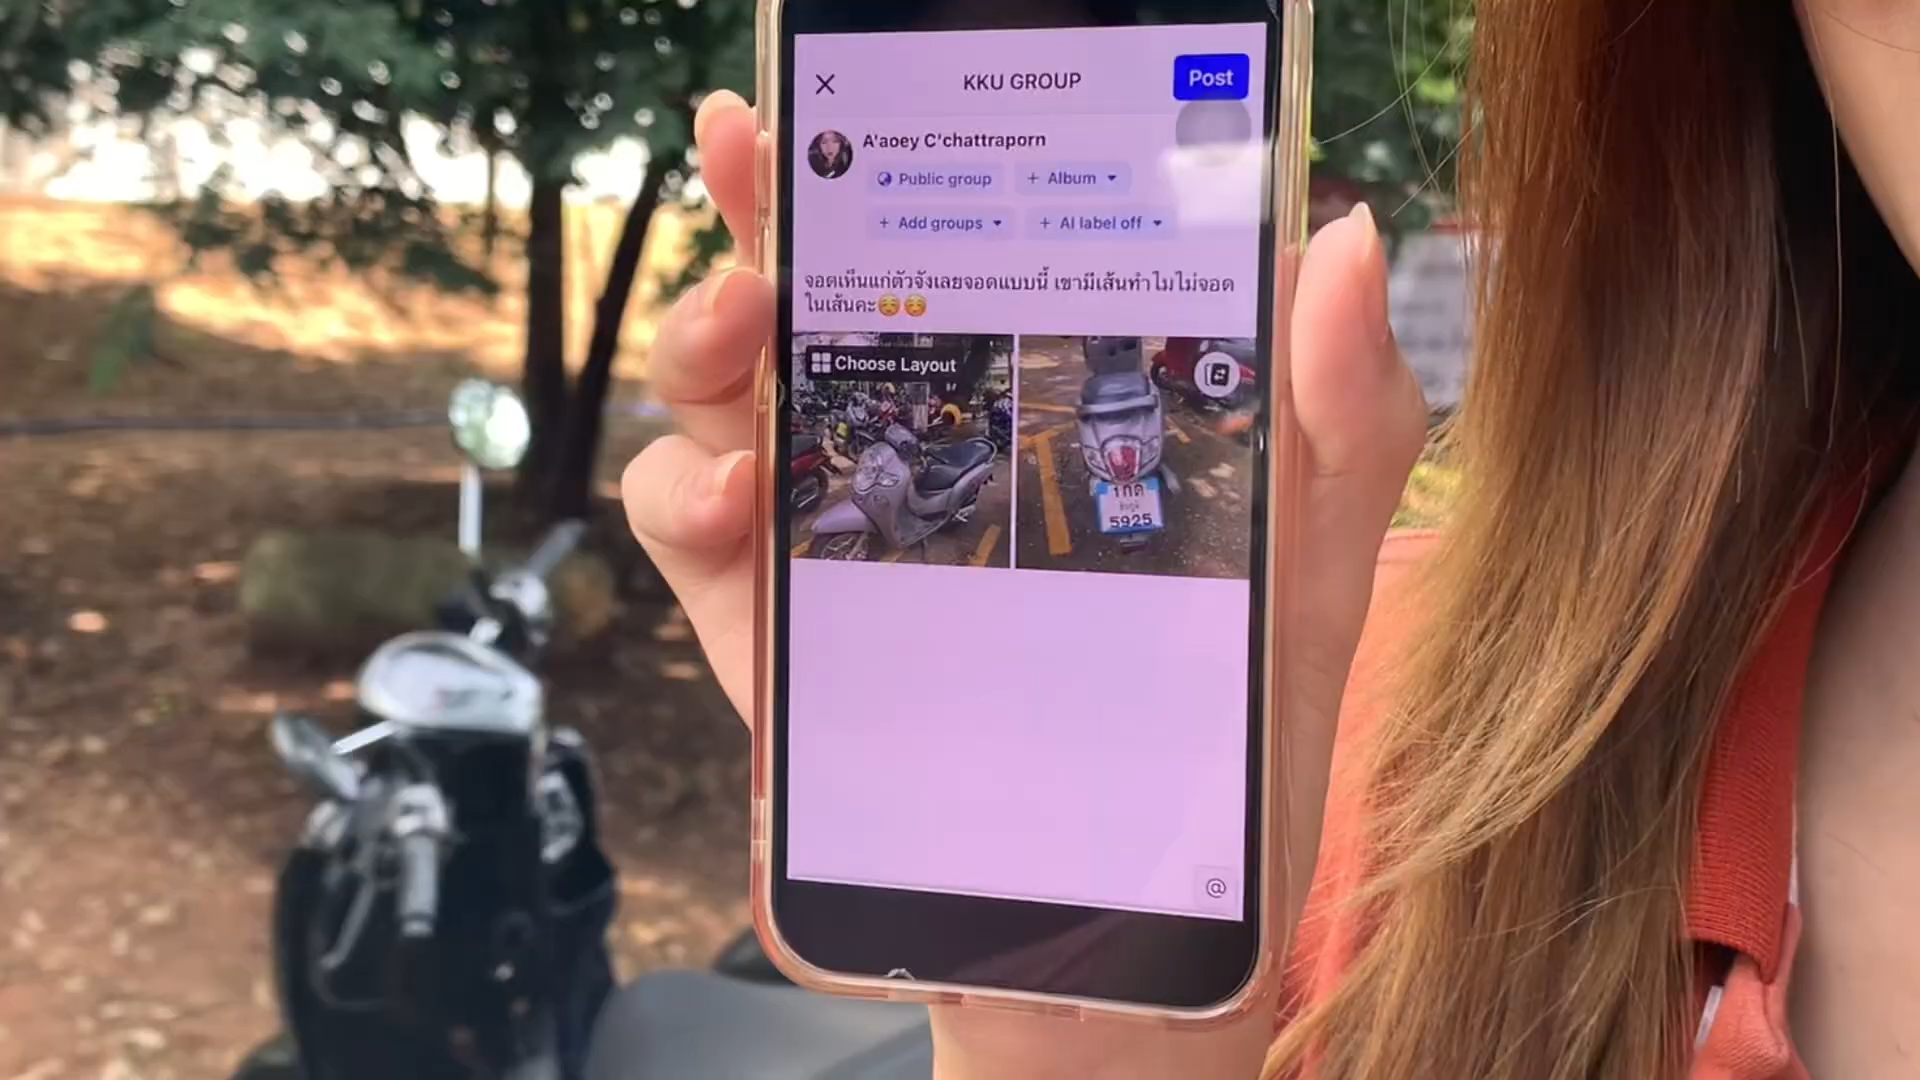 KKU GROUP
Post
A'aoey C'chattraporn
Public group
+ Album
+ Add groups
+ AI label off
จอดเห็นแก่ตัวจังเลยจอดแบบนี้ เขามีเส้นทำไมไม่จอด
ในเส้นคะ☺️☺️
Choose Layout
1กด
5925
@